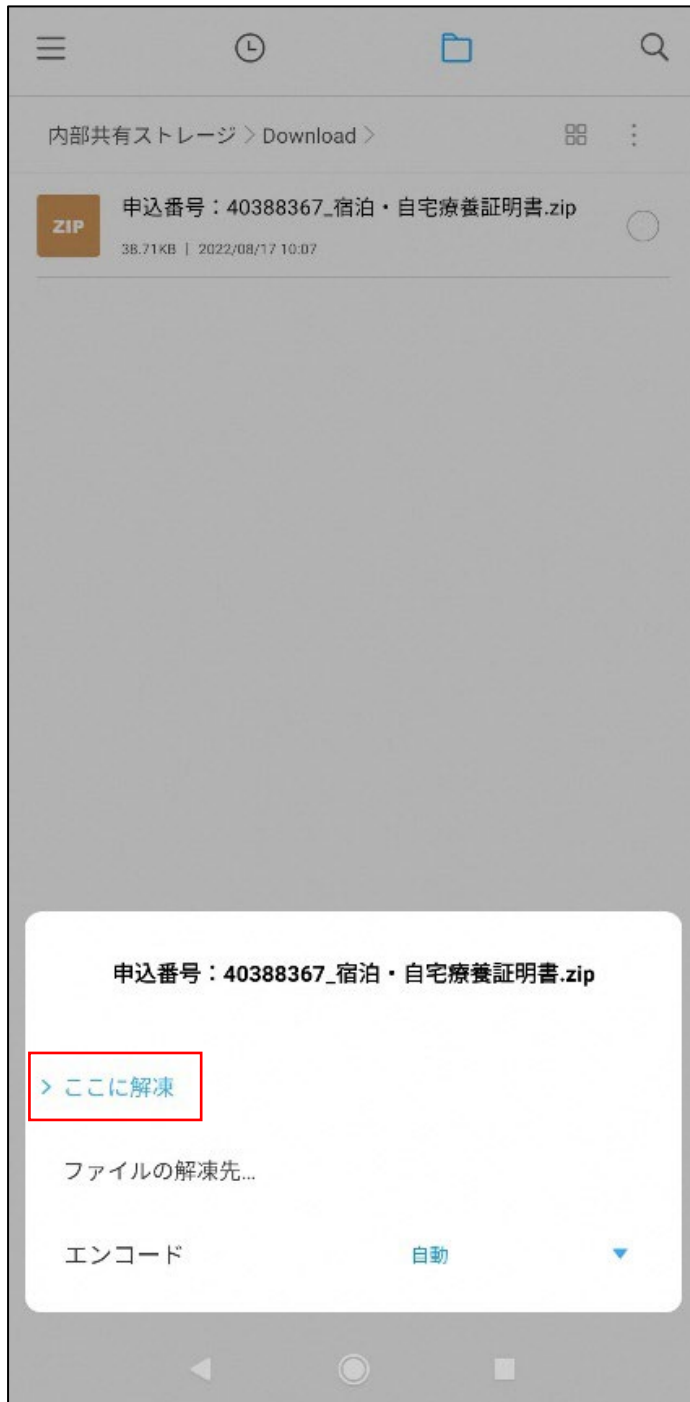 内部共有ストレージ > Download >
ZIP
申込番号：40388367_宿泊・自宅療養証明書.zip
38.71KB | 2022/08/17 10:07
申込番号：40388367_宿泊・自宅療養証明書.zip
> ここに解凍
ファイルの解凍先...
エンコード 自動